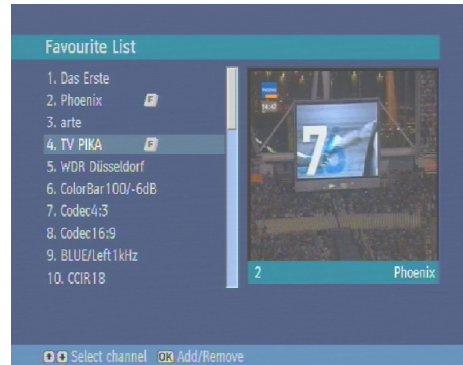 Favourite List
1. Das Erste
2. Phoenix F
3. arte
4. TV PIKA F
5. WDR Düsseldorf
6. ColorBar100/-6dB
7. Codec4:3
8. Codec16:9
9. BLUE/Left1kHz
10. CCIR18
7
2 Phoenix
Select channel OK Add/Remove